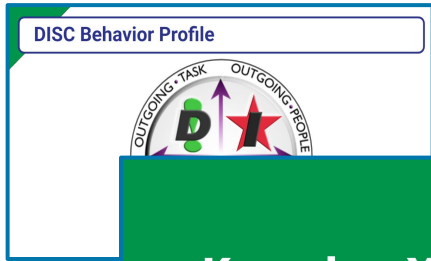 DISC Behavior Profile
OUTGOING • TASK
OUTGOING • PEOPLE
D
I